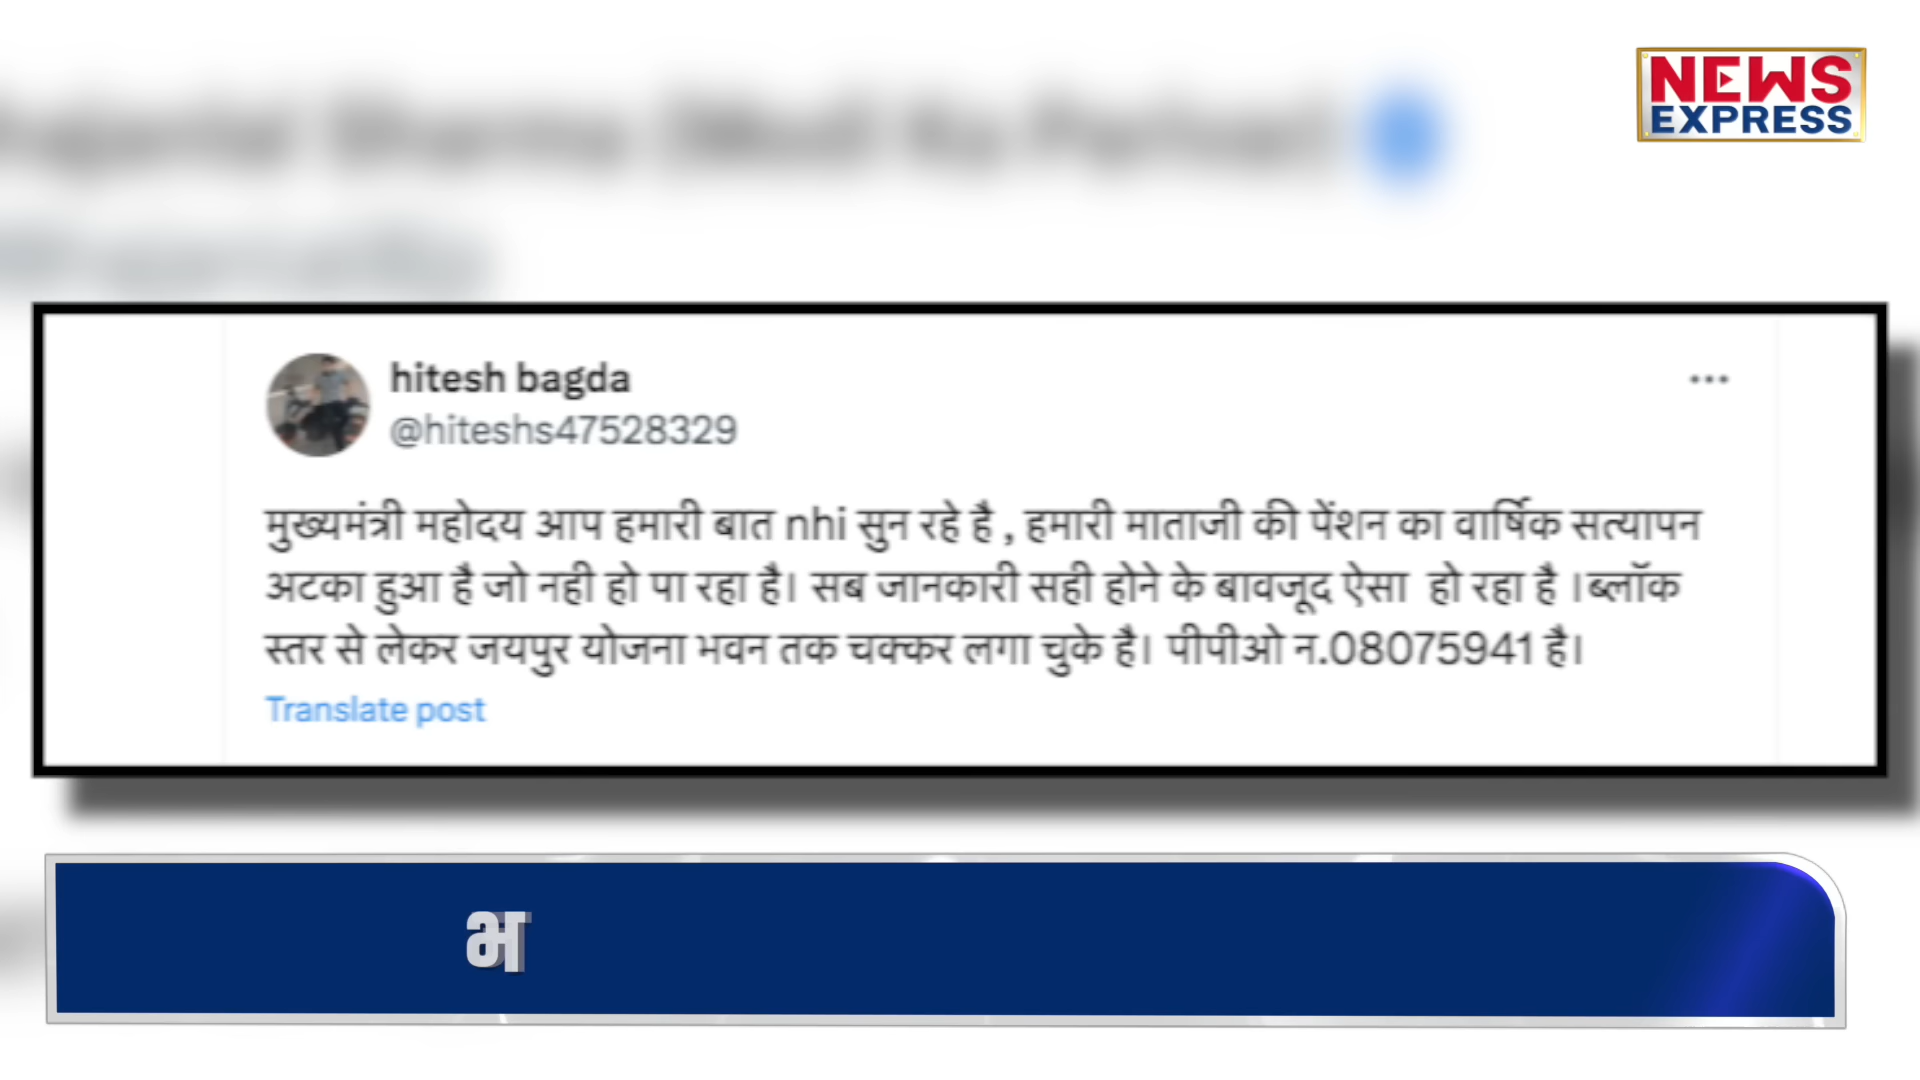 NEWS
EXPRESS
hitesh bagda
@hiteshs47528329
मुख्यमंत्री महोदय आप हमारी बात nhi सुन रहे है , हमारी माताजी की पेंशन का वार्षिक सत्यापन
अटका हुआ है जो नही हो पा रहा है। सब जानकारी सही होने के बावजूद ऐसा हो रहा है ।ब्लॉक
स्तर से लेकर जयपुर योजना भवन तक चक्कर लगा चुके है। पीपीओ न.08075941 है।
Translate post
भ